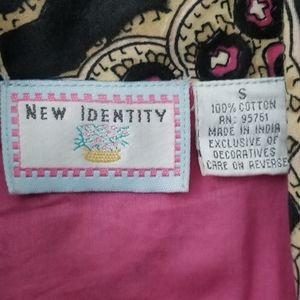 NEW IDENTITY
S
100% COTTON
RN: 95761
MADE IN INDIA
EXCLUSIVE OF
DECORATIVES
CARE ON REVERSE